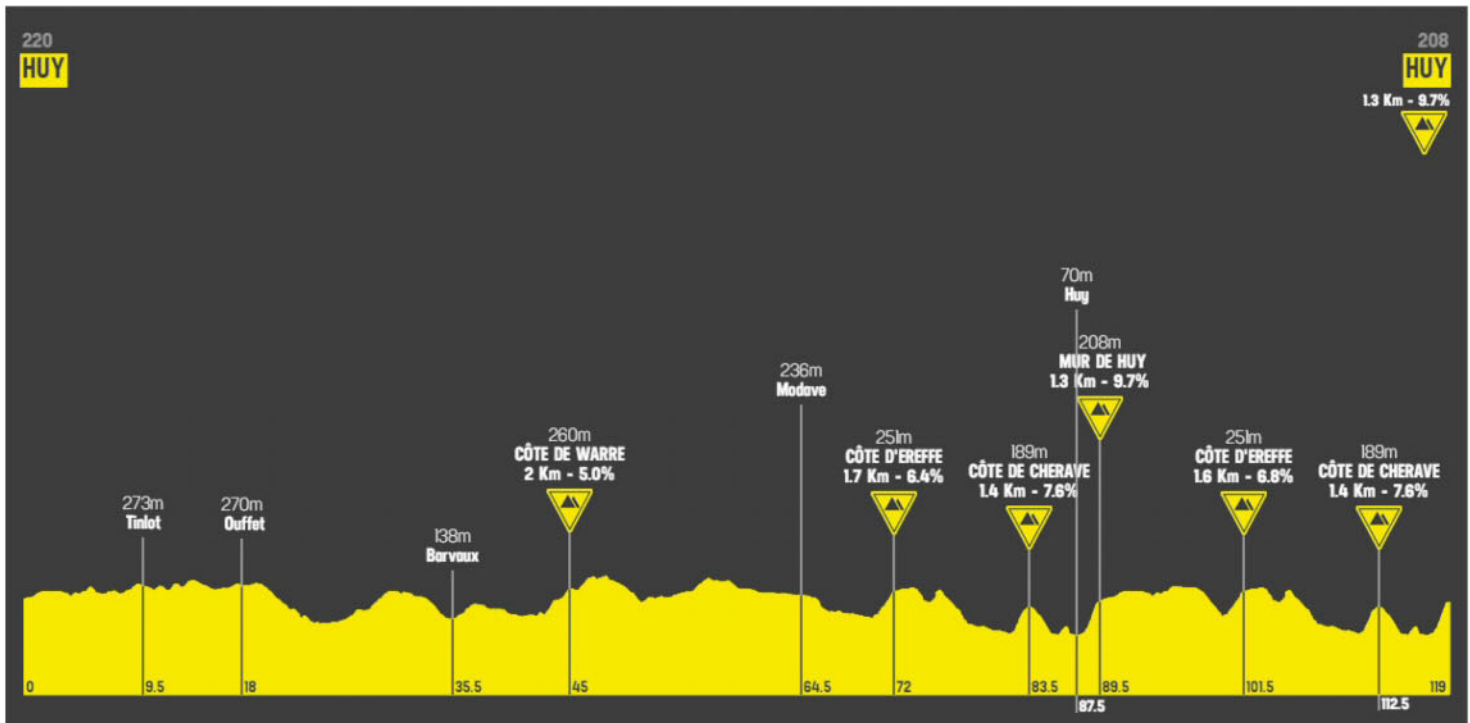 220
HUY
208
HUY
1.3 Km - 9.7%
70m
Huy
208m
MUR DE HUY
1.3 Km - 9.7%
236m
Modave
260m
CÔTE DE WARRE
2 Km - 5.0%
251m
CÔTE D'EREFFE
1.7 Km - 6.4%
189m
CÔTE DE CHERAVE
1.4 Km - 7.6%
251m
CÔTE D'EREFFE
1.6 Km - 6.8%
189m
CÔTE DE CHERAVE
1.4 Km - 7.6%
273m
Tinlot
270m
Ouffet
138m
Barvaux
0
9.5
18
35.5
45
64.5
72
83.5
87.5
89.5
101.5
112.5
119